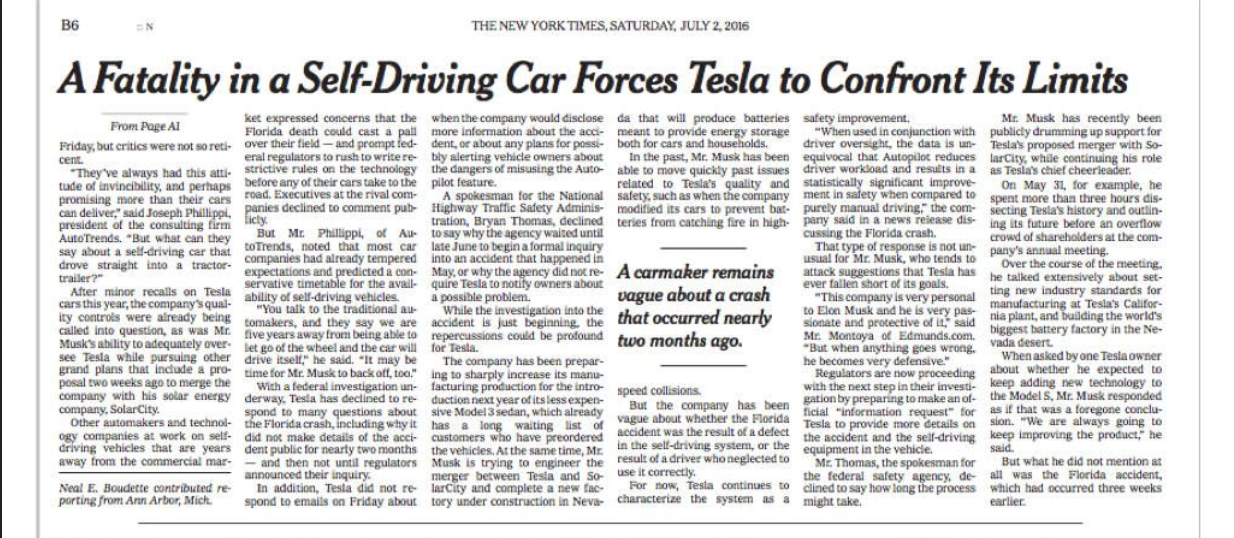 B6
N
THE NEW YORK TIMES, SATURDAY, JULY 2, 2016
A Fatality in a Self-Driving Car Forces Tesla to Confront Its Limits
From Page A1
Friday, but critics were not so reti-
cent.
"They've always had this atti-
tude of invincibility, and perhaps
promising more than their cars
can deliver," said Joseph Phillippi,
president of the consulting firm
AutoTrends. "But what can they
say about a self-driving car that
drove straight into a tractor-
trailer?"
After minor recalls on Tesla
cars this year, the company's qual-
ity controls were already being
called into question, as was Mr.
Musk's ability to adequately over-
see Tesla while pursuing other
grand plans that include a pro-
posal two weeks ago to merge the
company with his solar energy
company, SolarCity.
Other automakers and technol-
ogy companies at work on self-
driving vehicles that are years
away from the commercial mar-
Neal E. Boudette contributed re-
porting from Ann Arbor, Mich.
ket expressed concerns that the
Florida death could cast a pall
over their field — and prompt fed-
eral regulators to rush to write re-
strictive rules on the technology
before any of their cars take to the
road. Executives at the rival com-
panies declined to comment pub-
licly.
But Mr. Phillippi, of Au-
toTrends, noted that most car
companies had already tempered
expectations and predicted a con-
servative timetable for the avail-
ability of self-driving vehicles.
"You talk to the traditional au-
tomakers, and they say we are
five years away from being able to
let go of the wheel and the car will
drive itself," he said. "It may be
time for Mr. Musk to back off, too."
With a federal investigation un-
derway, Tesla has declined to re-
spond to many questions about
the Florida crash, including why it
did not make details of the acci-
dent public for nearly two months
— and then not until regulators
announced their inquiry.
In addition, Tesla did not re-
spond to emails on Friday about
when the company would disclose
more information about the acci-
dent, or about any plans for possi-
bly alerting vehicle owners about
the dangers of misusing the Auto-
pilot feature.
A spokesman for the National
Highway Traffic Safety Adminis-
tration, Bryan Thomas, declined
to say why the agency waited until
late June to begin a formal inquiry
into an accident that happened in
May, or why the agency did not re-
quire Tesla to notify owners about
a possible problem.
While the investigation into the
accident is just beginning, the
repercussions could be profound
for Tesla.
The company has been prepar-
ing to sharply increase its manu-
facturing production for the intro-
duction next year of its less expen-
sive Model 3 sedan, which already
has a long waiting list of
customers who have preordered
the vehicles. At the same time, Mr.
Musk is trying to engineer the
merger between Tesla and So-
larCity and complete a new fac-
tory under construction in Neva-
da that will produce batteries
meant to provide energy storage
both for cars and households.
In the past, Mr. Musk has been
able to move quickly past issues
related to Tesla's quality and
safety, such as when the company
modified its cars to prevent bat-
teries from catching fire in high-
A carmaker remains
vague about a crash
that occurred nearly
two months ago.
speed collisions.
But the company has been
vague about whether the Florida
accident was the result of a defect
in the self-driving system, or the
result of a driver who neglected to
use it correctly.
For now, Tesla continues to
characterize the system as a
safety improvement.
"When used in conjunction with
driver oversight, the data is un-
equivocal that Autopilot reduces
driver workload and results in a
statistically significant improve-
ment in safety when compared to
purely manual driving," the com-
pany said in a news release dis-
cussing the Florida crash.
That type of response is not un-
usual for Mr. Musk, who tends to
attack suggestions that Tesla has
ever fallen short of its goals.
"This company is very personal
to Elon Musk and he is very pas-
sionate and protective of it," said
Mr. Montoya of Edmunds.com.
"But when anything goes wrong,
he becomes very defensive."
Regulators are now proceeding
with the next step in their investi-
gation by preparing to make an of-
ficial "information request" for
Tesla to provide more details on
the accident and the self-driving
equipment in the vehicle.
Mr. Thomas, the spokesman for
the federal safety agency, de-
clined to say how long the process
might take.
Mr. Musk has recently been
publicly drumming up support for
Tesla's proposed merger with So-
larCity, while continuing his role
as Tesla's chief cheerleader.
On May 31, for example, he
spent more than three hours dis-
secting Tesla's history and outlin-
ing its future before an overflow
crowd of shareholders at the com-
pany's annual meeting.
Over the course of the meeting,
he talked extensively about set-
ting new industry standards for
manufacturing at Tesla's Califor-
nia plant, and building the world's
biggest battery factory in the Ne-
vada desert.
When asked by one Tesla owner
about whether he expected to
keep adding new technology to
the Model S, Mr. Musk responded
as if that was a foregone conclu-
sion. "We are always going to
keep improving the product," he
said.
But what he did not mention at
all was the Florida accident,
which had occurred three weeks
earlier.